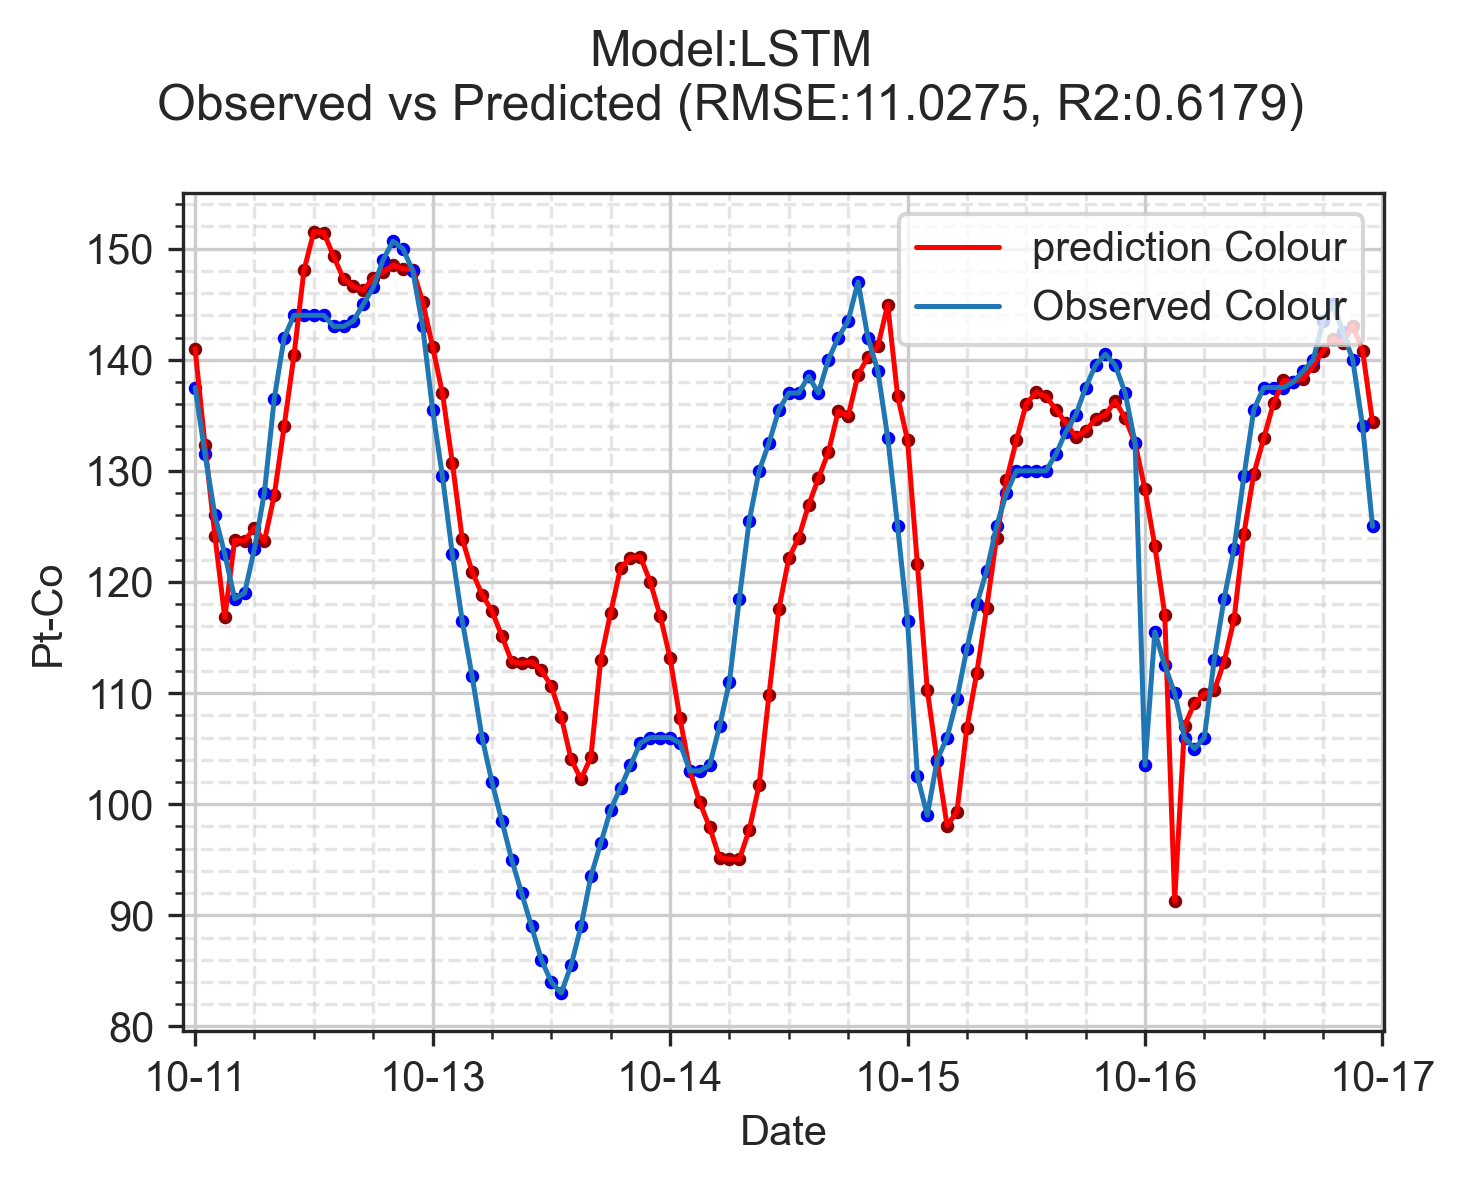 Model:LSTM
Observed vs Predicted (RMSE:11.0275, R2:0.6179)
prediction Colour
Observed Colour
150
140
130
120
110
100
90
80
Pt-Co
10-11 10-13 10-14 10-15 10-16 10-17
Date